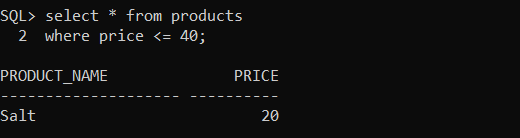 SQL> select * from products
  2  where price <= 40;
PRODUCT_NAME              PRICE
-------------------- ----------
Salt                         20